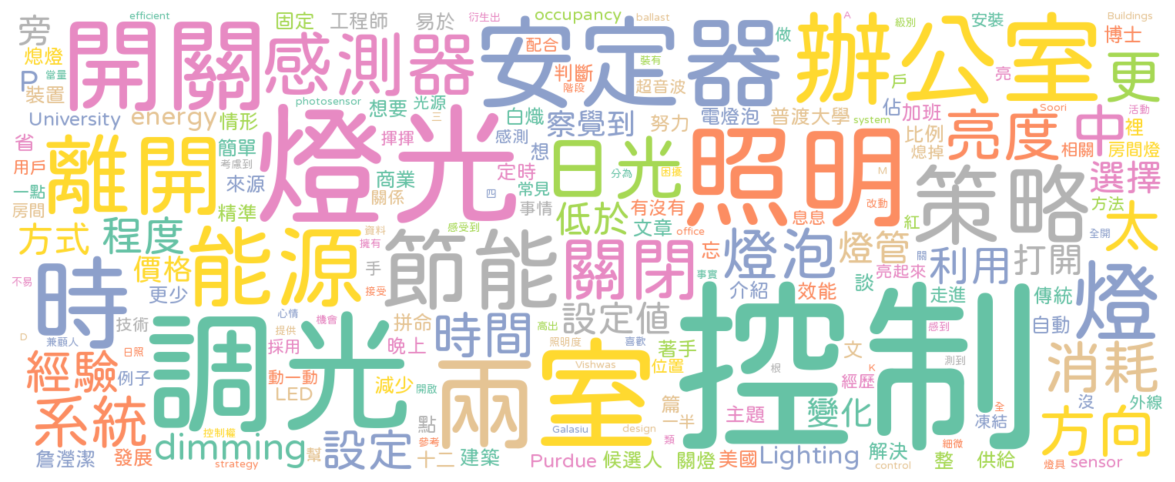 efficient
固定 工程師 易於 衍生出 occupancy ballast 做 A 級別 安裝 Buildings
旁 開關 感測器 安定器 辦公室 博士
熄燈 配合 裝有 更
P 當量 判斷 階段 超音波 戶 亮
裝置 photosensor 想要 光源 白熾 電燈泡 普渡大學 佔 加班 Soori 活動
University energy 情形 揮揮 三 察覺到 努力 system 比例 亮度 中 裡
省 離開 簡單 燈光 感測 想 日光 照明 熄掉 相關 房間燈
用戶 考慮到 商業 定時 分為 困擾 策略 選擇
一點 來源 關係 常見 M 方法
房間 精準 四 事情 低於 有沒有 息息 改動 紅
方式 程度 能源 資料 感受到 節能 文章 office 忘 燈泡 燈管 關 全開 太
價格 手 擁有 關閉 事實 亮起來 利用 打開
不易 時 更少 接受 介紹 效能 談 走進 傳統 燈
技術 心情 機會 拼命 時間 高出 設定值 感到 自動
D 兼顧人 調光 提供 採用 晚上 兩 照明度 喜歡 著手 控制 文 測到 消耗
經驗 日照 例子 動一動 減少 開啟 室 Vishwas 位置 根 經歷 K 沒 外線
系統 LED 點 篇 一半 主題 變化 全 凍結 方向
控制權 參考 Galasiu design 類
dimming 設定 幫 十二 建築 解決 細微
詹瀅潔 發展 strategy Purdue 候選人 關燈 美國 Lighting control 整 供給 燈具 sensor